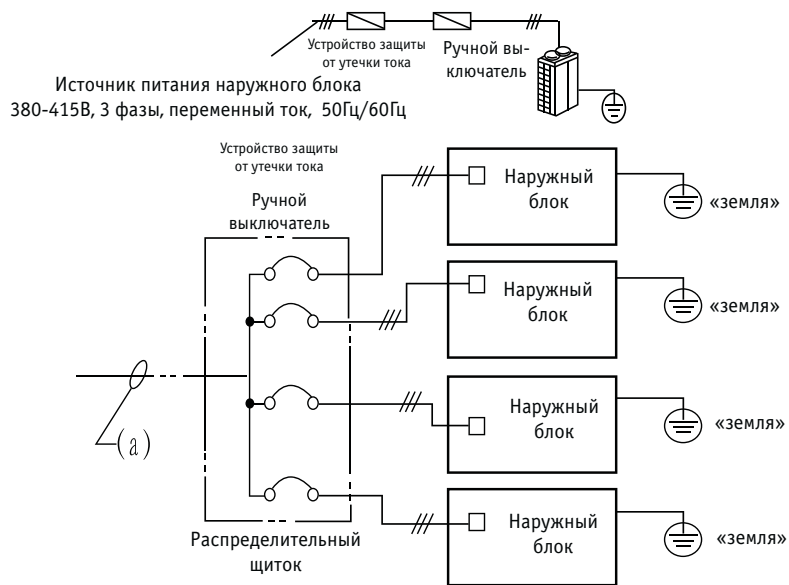 Устройство защиты
от утечки тока
Ручной вы-
ключатель
Источник питания наружного блока
380-415В, 3 фазы, переменный ток, 50Гц/60Гц
Устройство защиты
от утечки тока
Ручной
выключатель
Наружный
блок
«земля»
Наружный
блок
«земля»
Наружный
блок
«земля»
(a)
Наружный
блок
«земля»
Распределительный
щиток